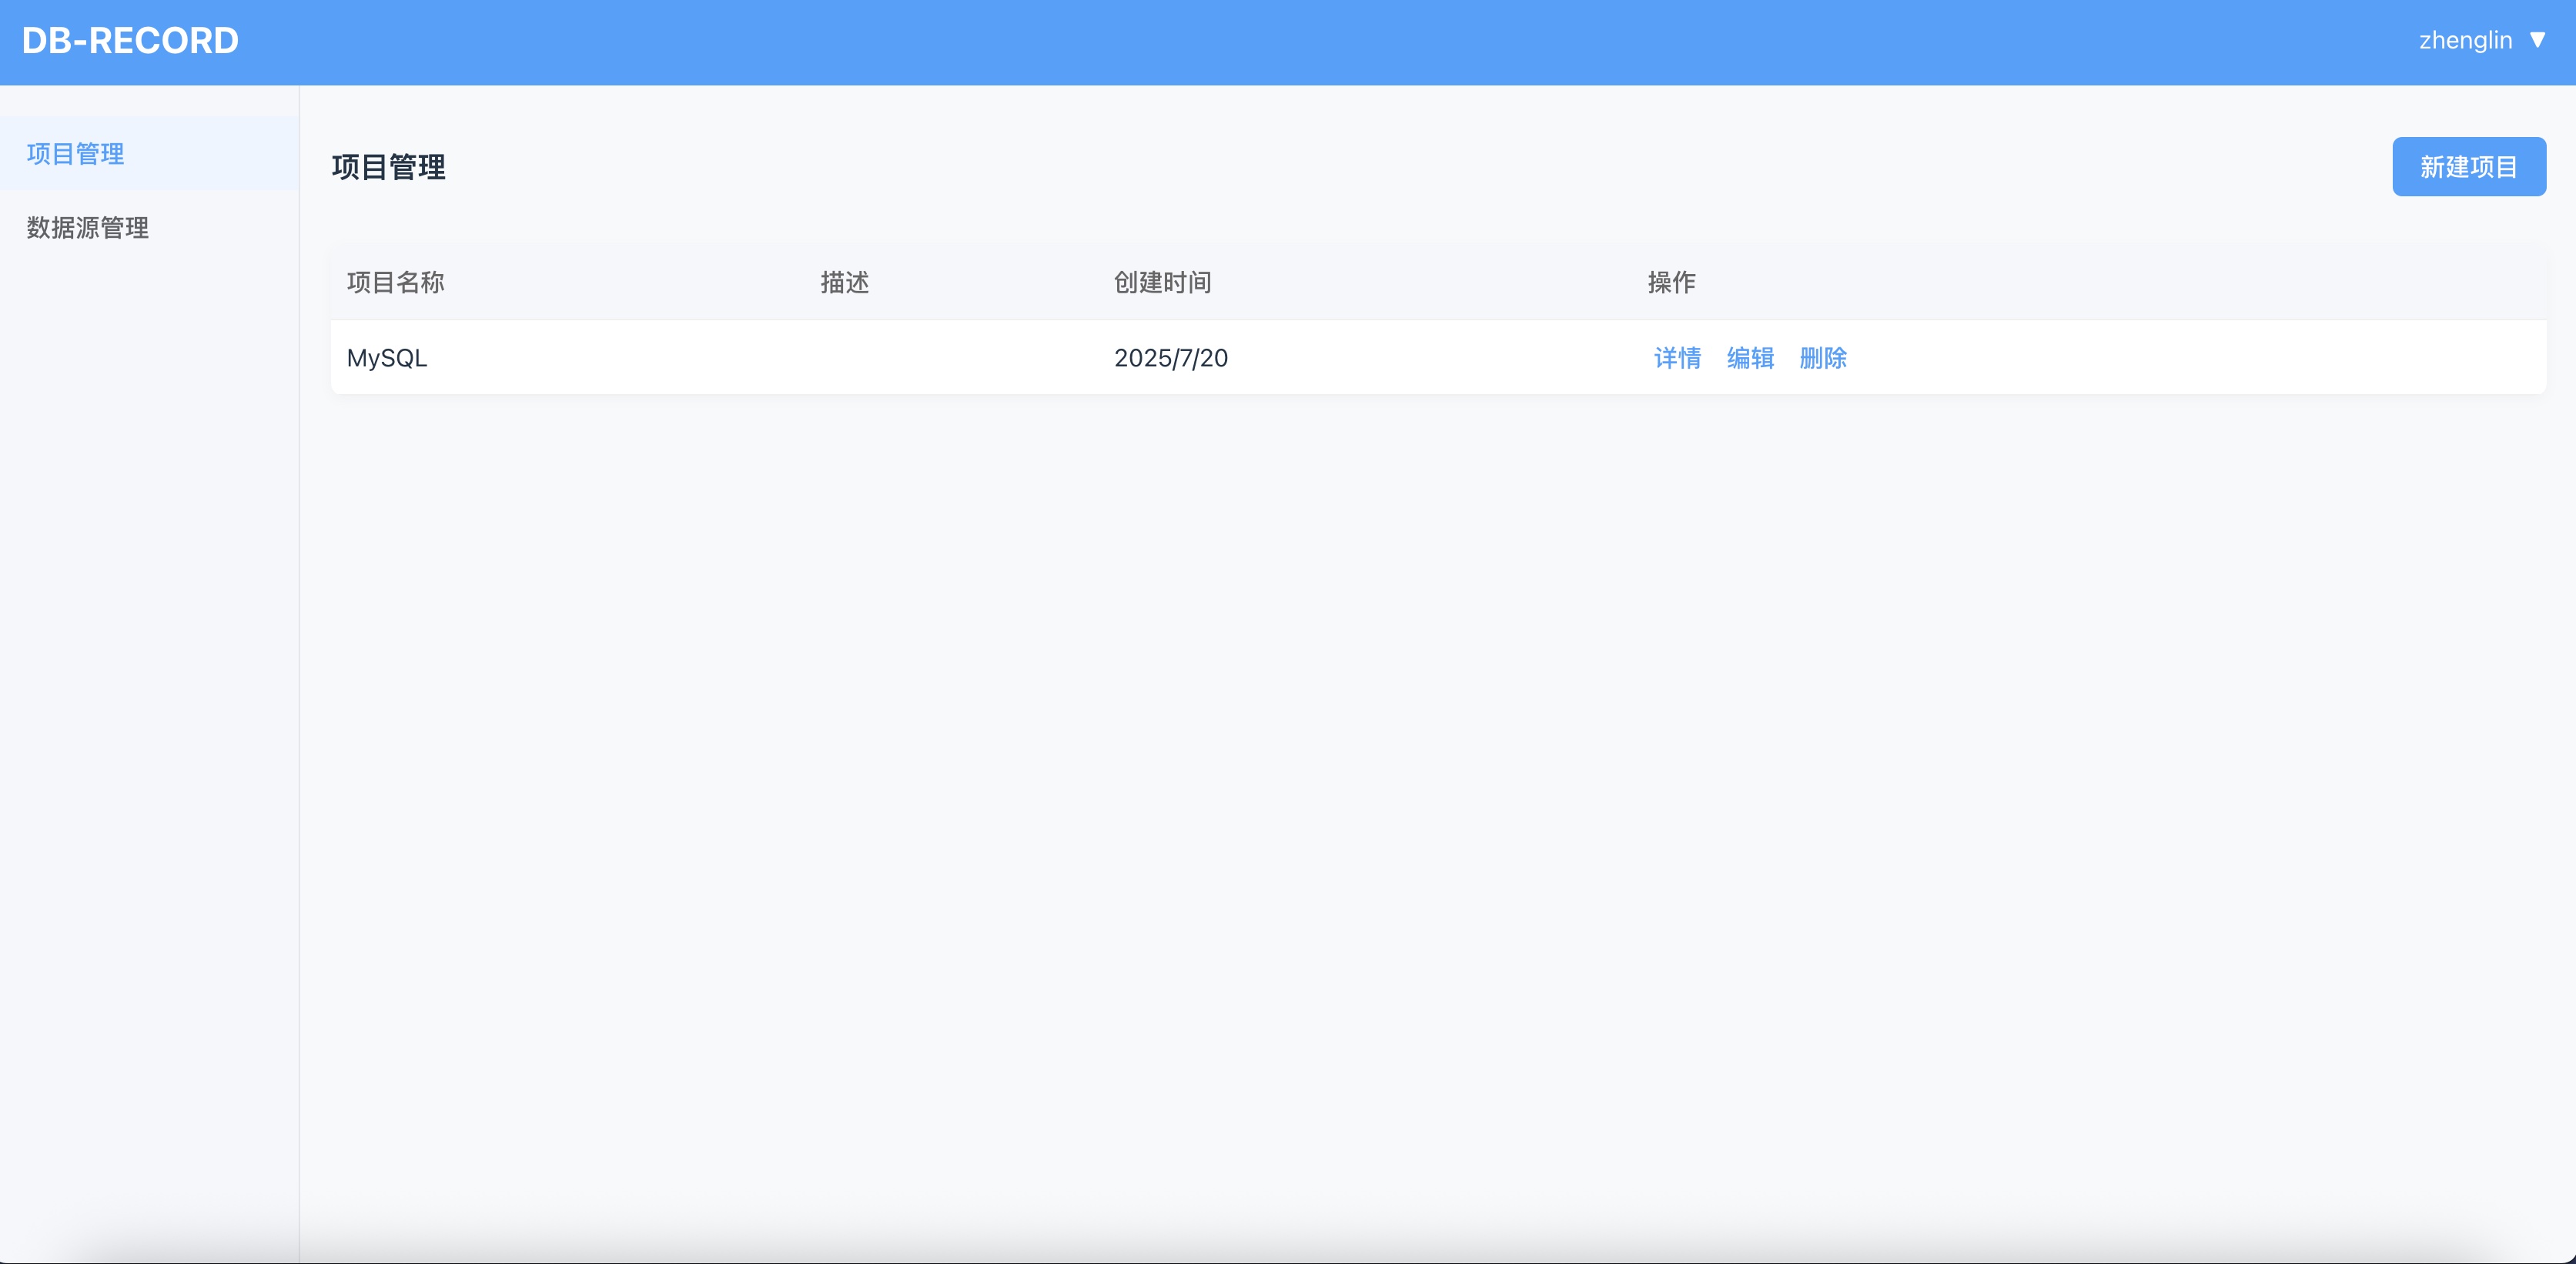 DB-RECORD
zhenglin ▼
项目管理
数据源管理
项目管理
新建项目
项目名称 描述 创建时间 操作
MySQL 2025/7/20 详情 编辑 删除